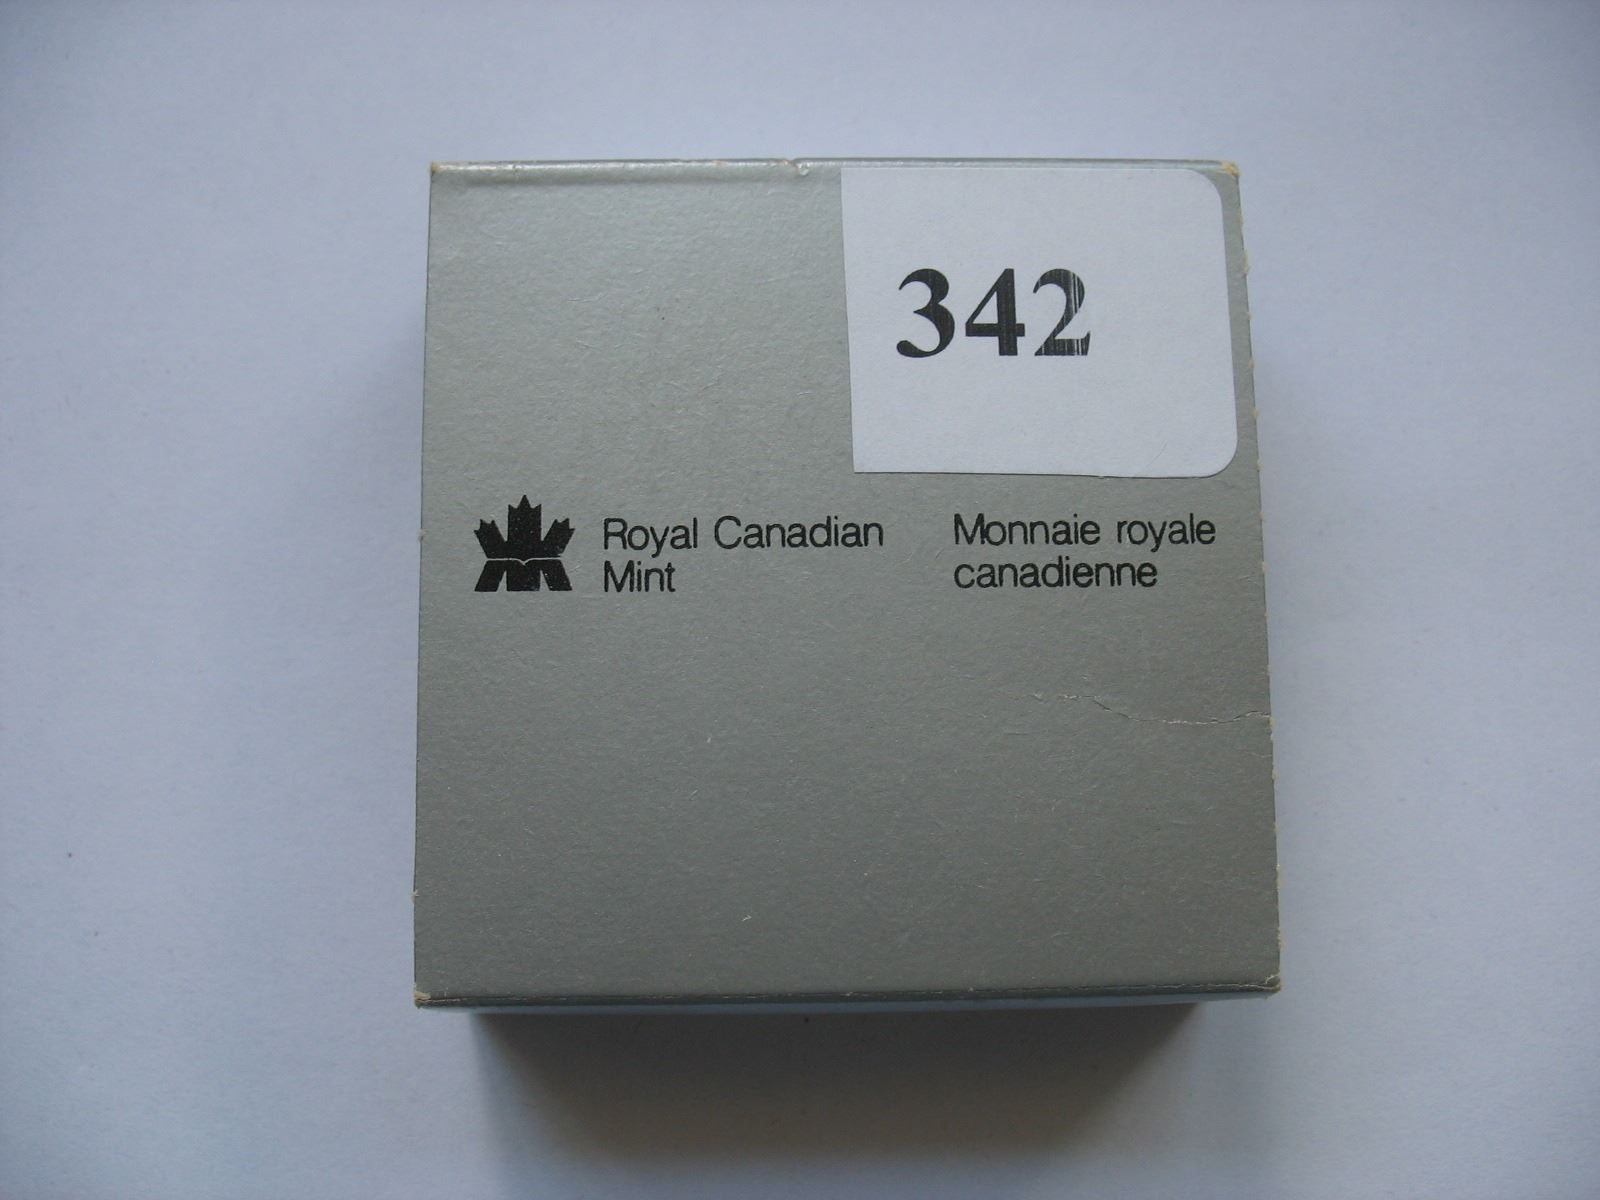 342
Royal Canadian
Mint
Monnaie royale
canadienne